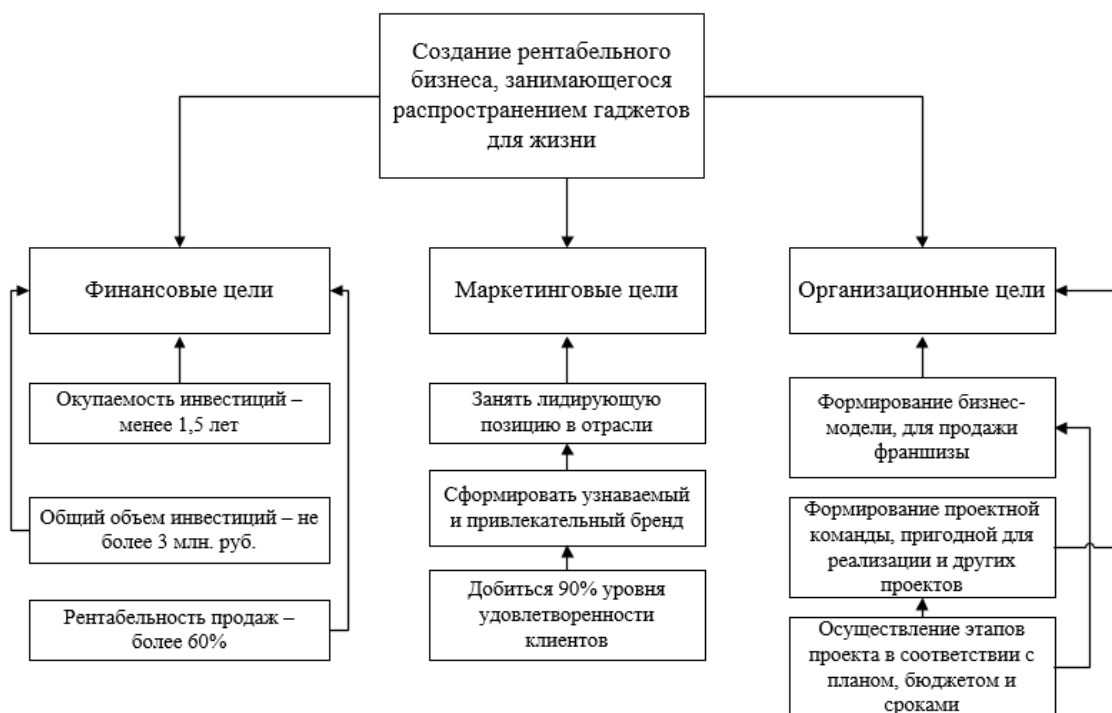 Создание рентабельного
бизнеса, занимающегося
распространением гаджетов
для жизни
Финансовые цели
Маркетинговые цели
Организационные цели
Окупаемость инвестиций –
менее 1,5 лет
Общий объем инвестиций – не
более 3 млн. руб.
Рентабельность продаж –
более 60%
Занять лидирующую
позицию в отрасли
Сформировать узнаваемый
и привлекательный бренд
Добиться 90% уровня
удовлетворенности
клиентов
Формирование бизнес-
модели, для продажи
франшизы
Формирование проектной
команды, пригодной для
реализации и других
проектов
Осуществление этапов
проекта в соответствии с
планом, бюджетом и
сроками